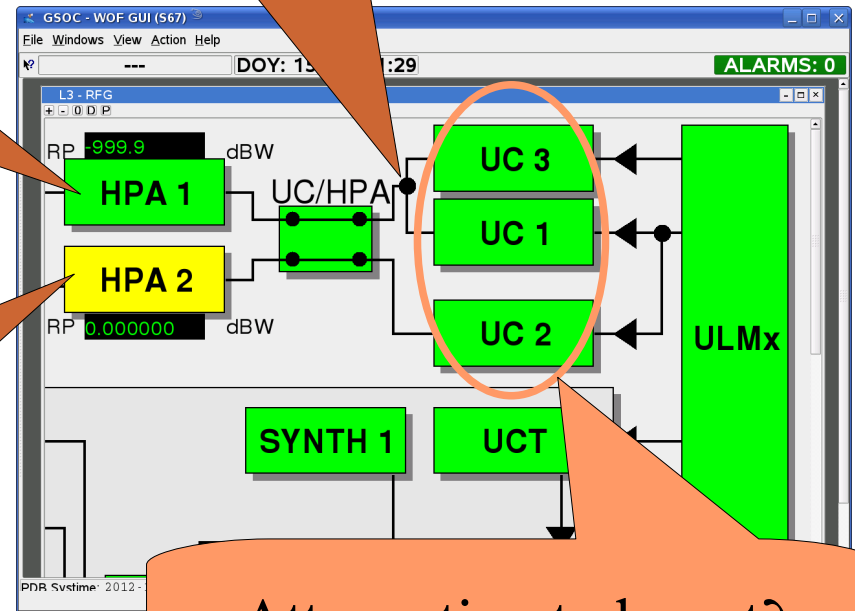 GSOC - WOF GUI (S67)
File Windows View Action Help
--- DOY: 15 1:29 ALARMS: 0
L3 - RFG
+ - 0 D P
RP -999.9 dBW
HPA 1
UC/HPA
UC 3
UC 1
HPA 2
RP 0.000000 dBW
UC 2
ULMx
SYNTH 1
UCT
PDB Systime: 2012-